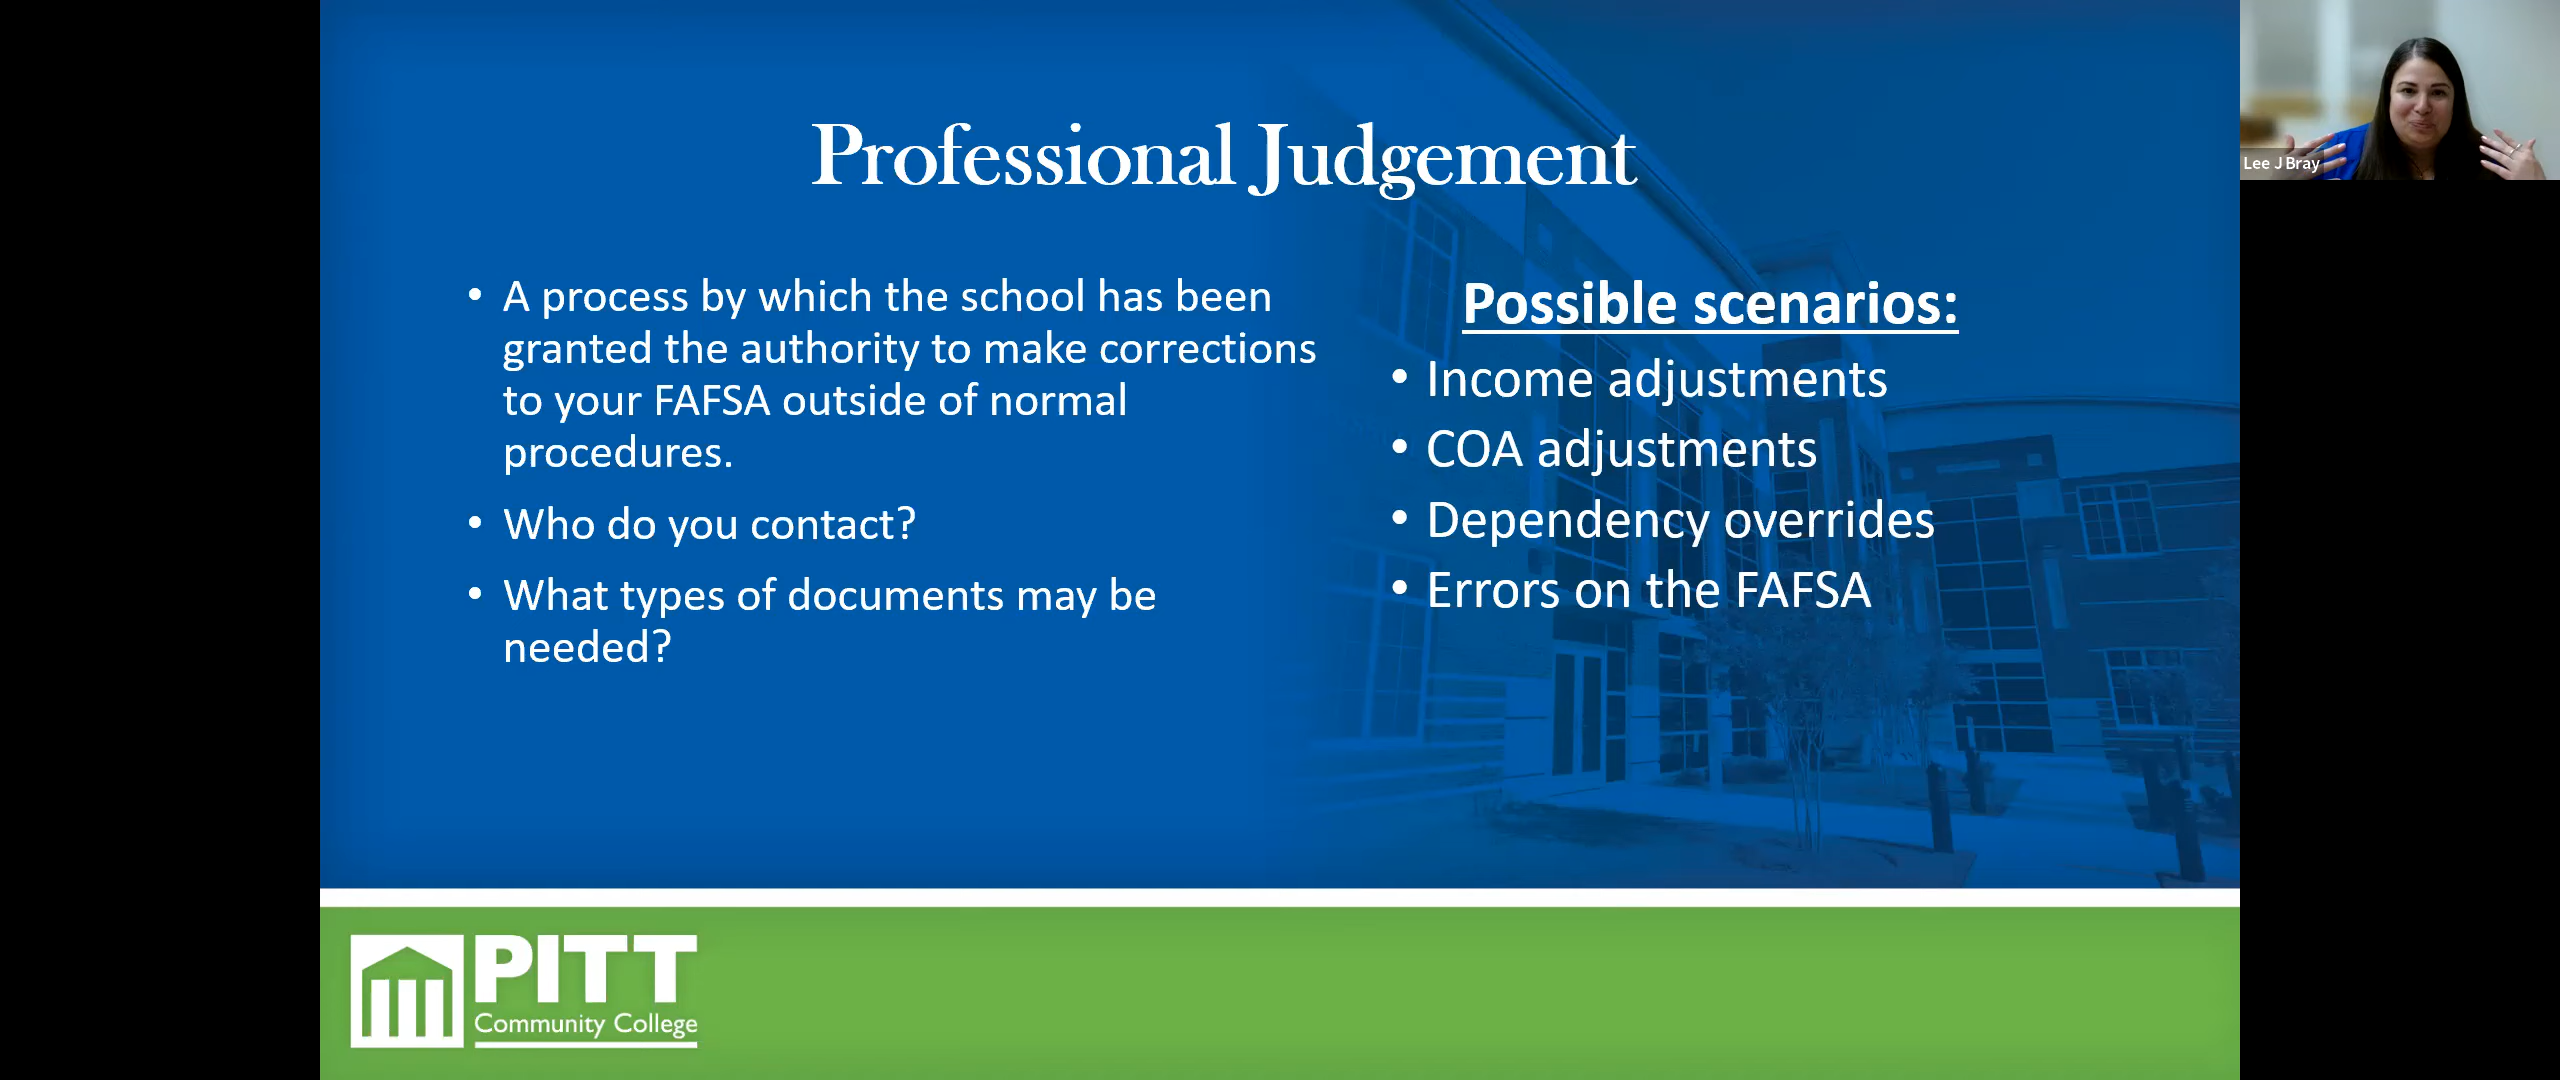 Professional Judgement
• A process by which the school has been
granted the authority to make corrections
to your FAFSA outside of normal
procedures.
• Who do you contact?
• What types of documents may be
needed?
Possible scenarios:
• Income adjustments
• COA adjustments
• Dependency overrides
• Errors on the FAFSA
Lee J Bray
PITT
Community College